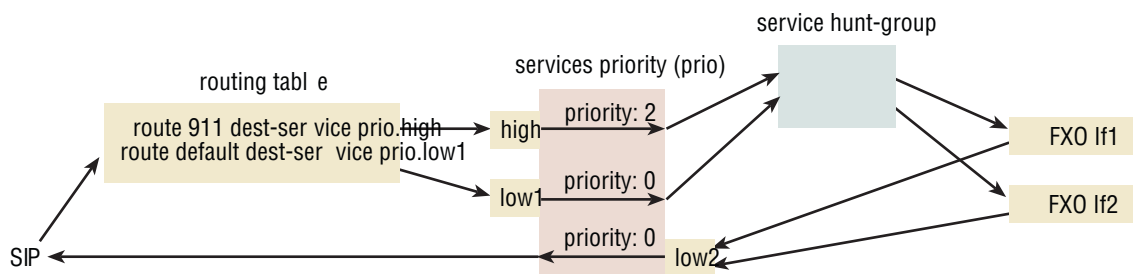 service hunt-group
services priority (prio)
routing tabl e
route 911 dest-ser vice prio.high
route default dest-ser vice prio.low1
high
priority: 2
low1
priority: 0
priority: 0
low2
FXO If1
FXO If2
SIP